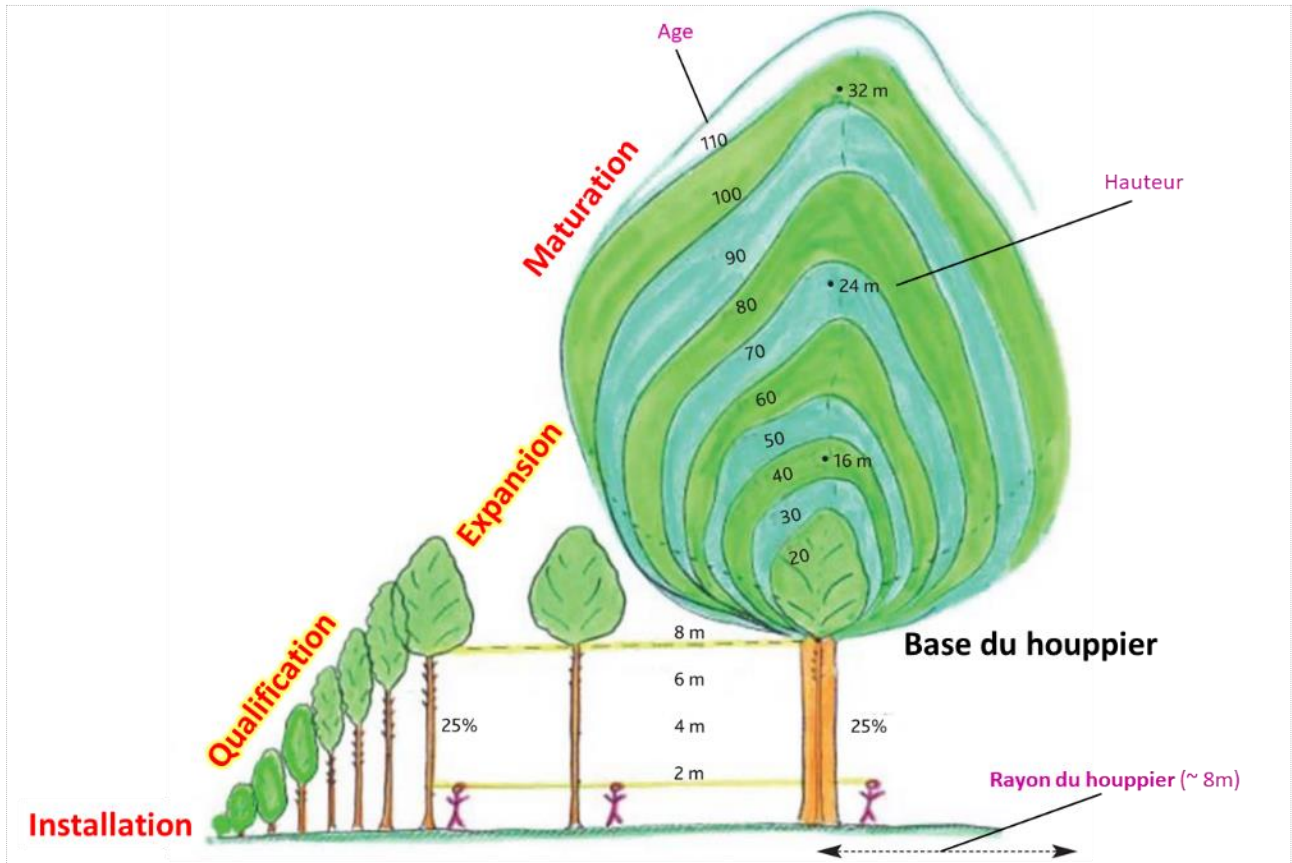 Age
32 m
110
Maturation
Hauteur
100
90
24 m
80
70
60
50
16 m
40
Expansion
30
20
8 m
Base du houppier
Qualification
6 m
25%
4 m
25%
2 m
Rayon du houppier (~ 8m)
Installation